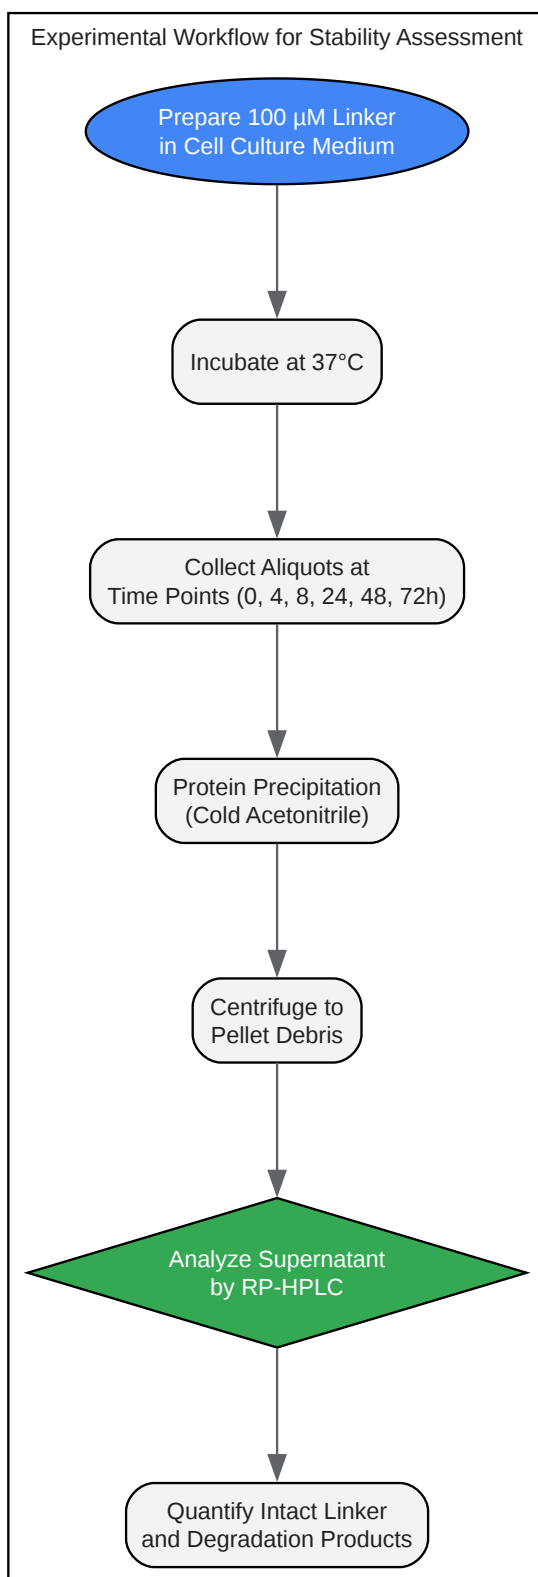 Experimental Workflow for Stability Assessment
Prepare 100 µM Linker
in Cell Culture Medium
Incubate at 37°C
Collect Aliquots at
Time Points (0, 4, 8, 24, 48, 72h)
Protein Precipitation
(Cold Acetonitrile)
Centrifuge to
Pellet Debris
Analyze Supernatant
by RP-HPLC
Quantify Intact Linker
and Degradation Products